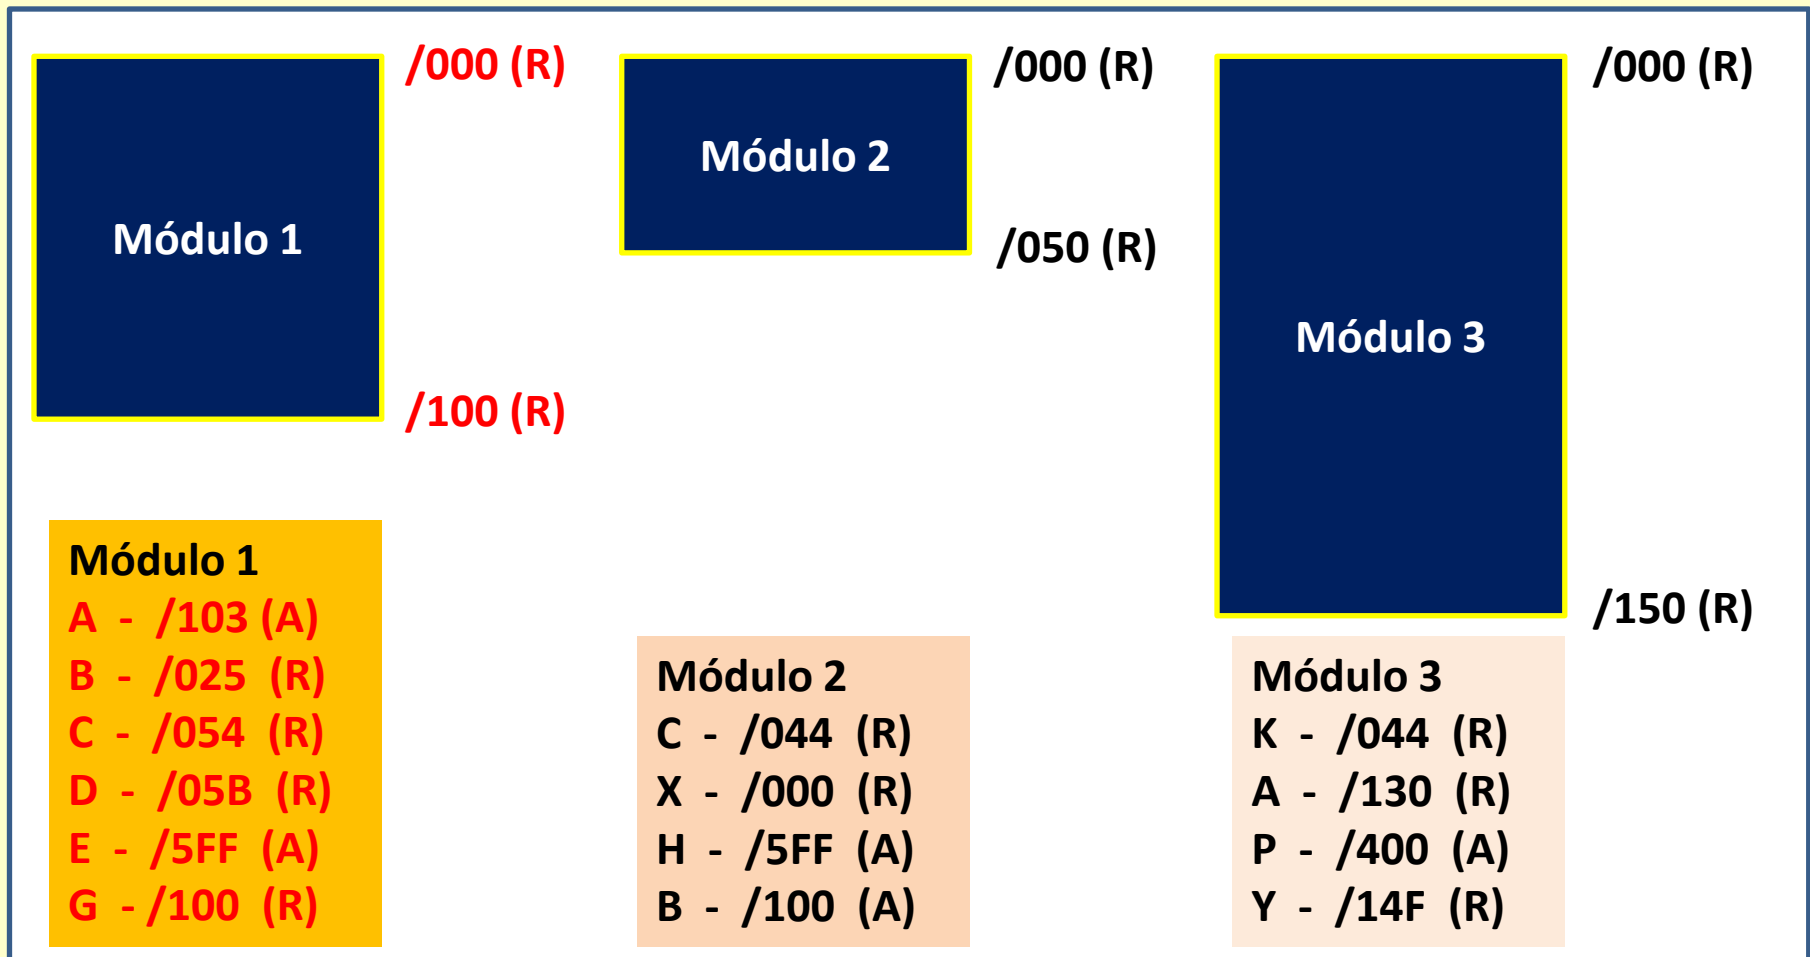 Módulo 1
/000 (R)
/100 (R)
Módulo 2
/000 (R)
/050 (R)
Módulo 3
/000 (R)
/150 (R)
Módulo 1
A - /103 (A)
B - /025 (R)
C - /054 (R)
D - /05B (R)
E - /5FF (A)
G - /100 (R)
Módulo 2
C - /044 (R)
X - /000 (R)
H - /5FF (A)
B - /100 (A)
Módulo 3
K - /044 (R)
A - /130 (R)
P - /400 (A)
Y - /14F (R)